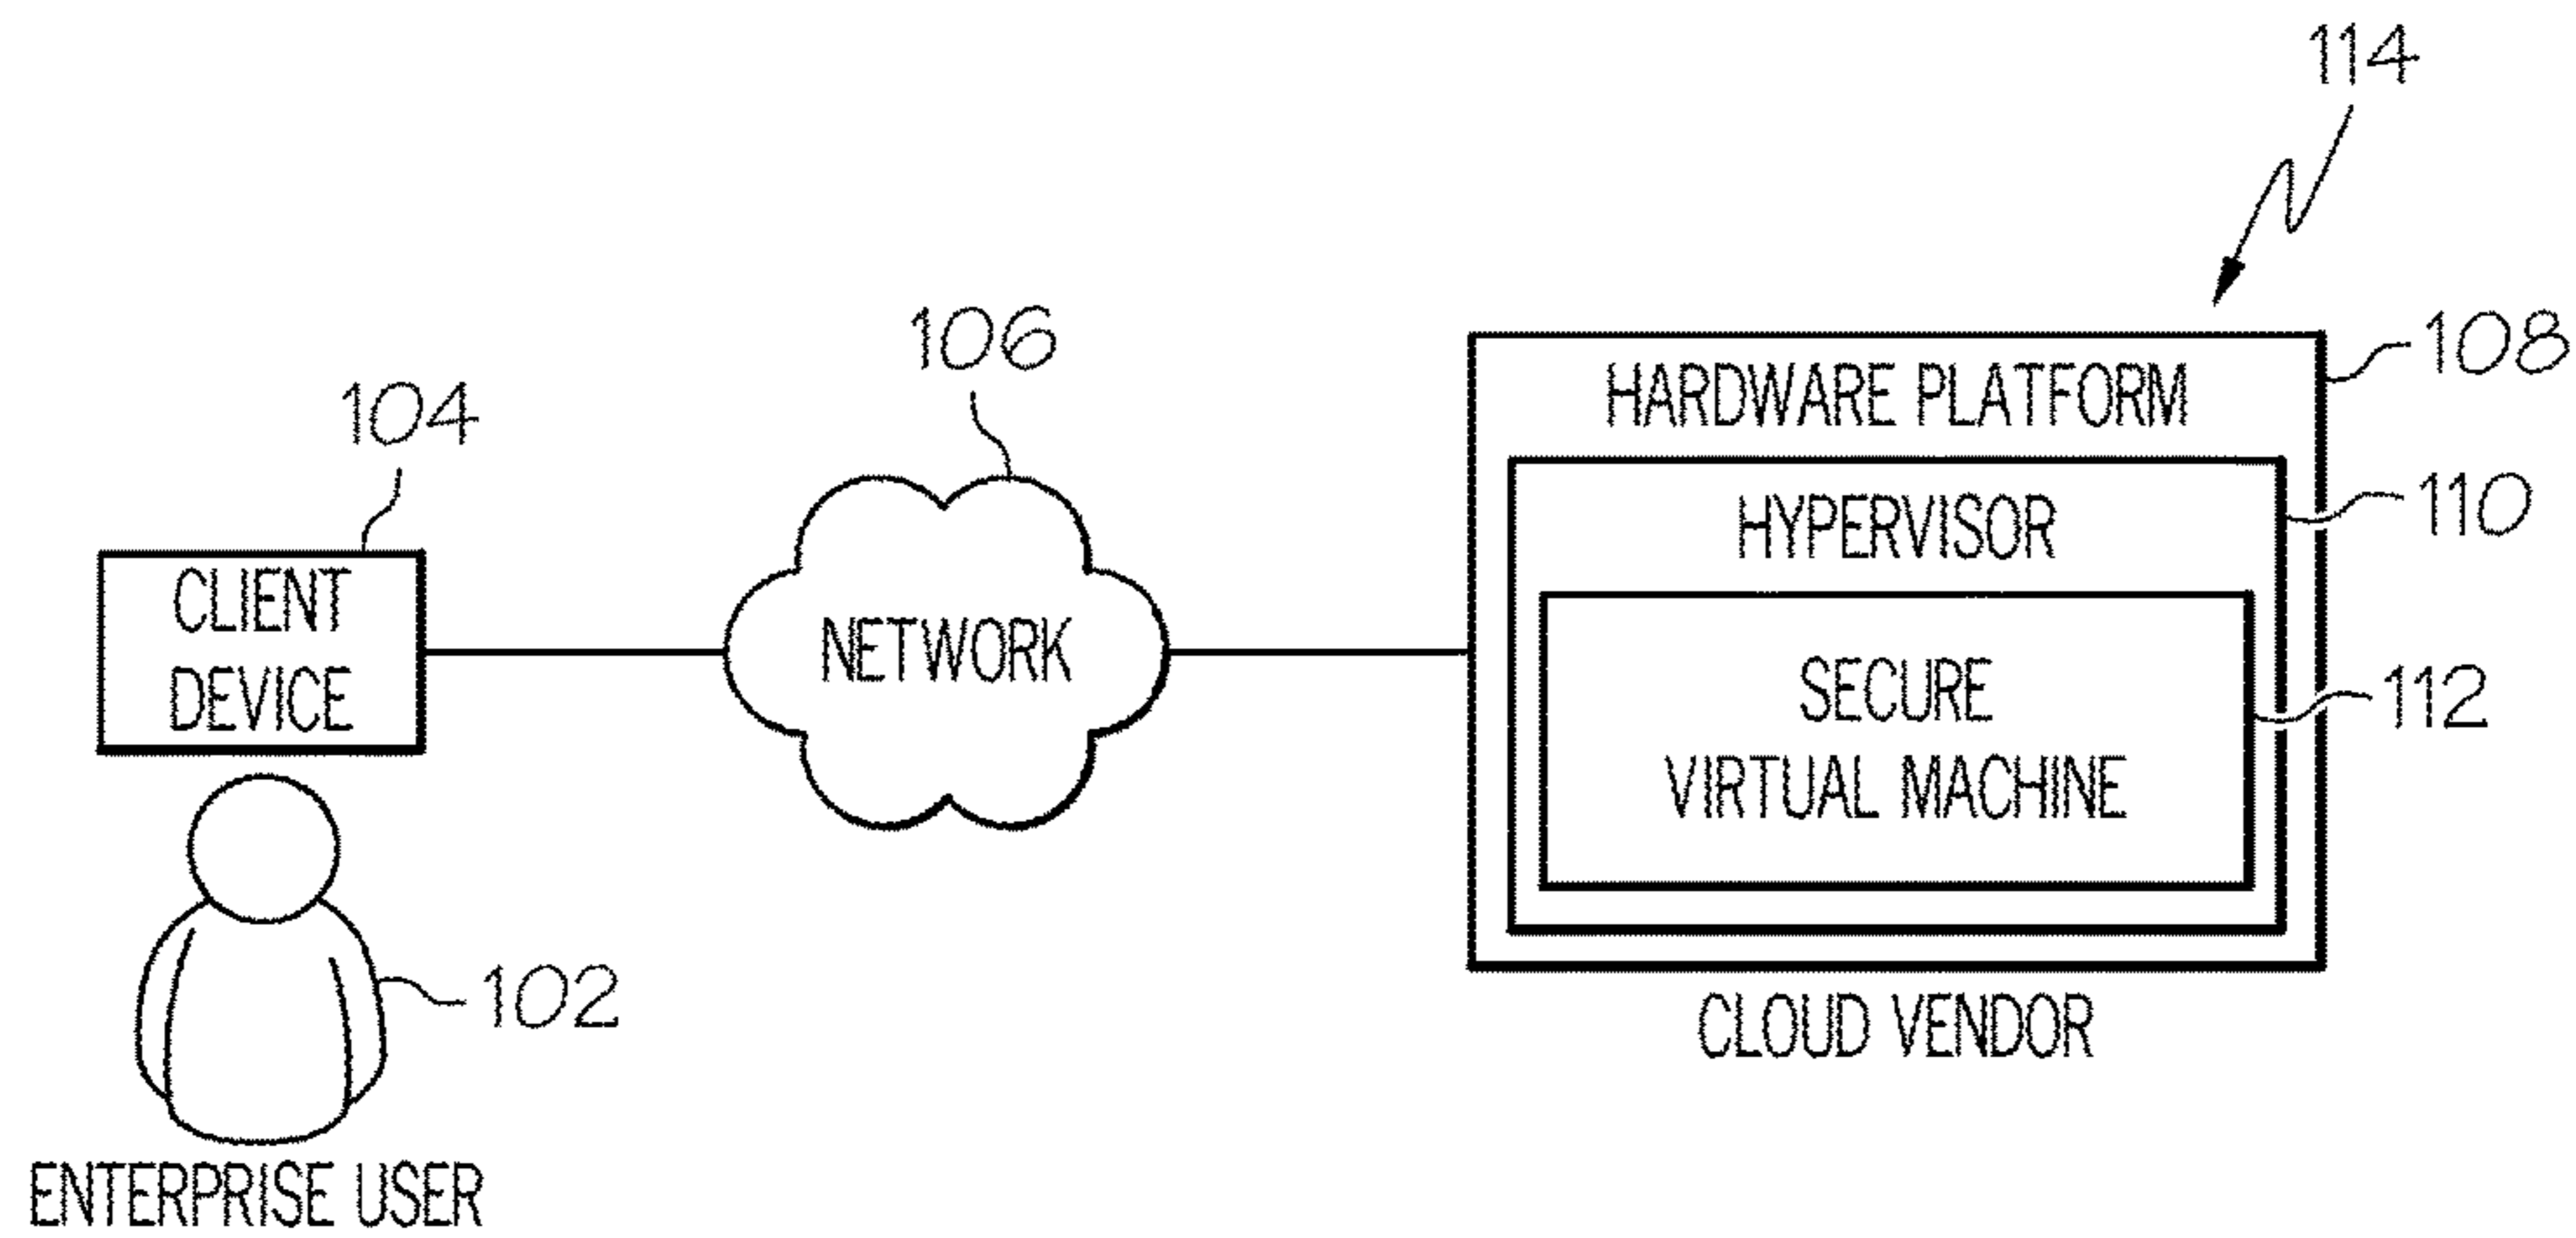 114
106
108
HARDWARE PLATFORM
104
110
HYPERVISOR
CLIENT
DEVICE
NETWORK
SECURE
VIRTUAL MACHINE
112
102
CLOUD VENDOR
ENTERPRISE USER